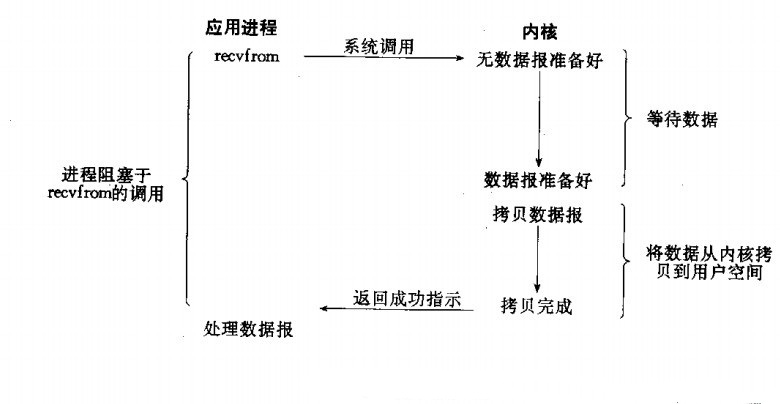 应用进程
内核
recvfrom
系统调用
无数据报准备好
等待数据
进程阻塞于
recvfrom的调用
数据报准备好
拷贝数据报
将数据从内核拷
贝到用户空间
返回成功指示
拷贝完成
处理数据报